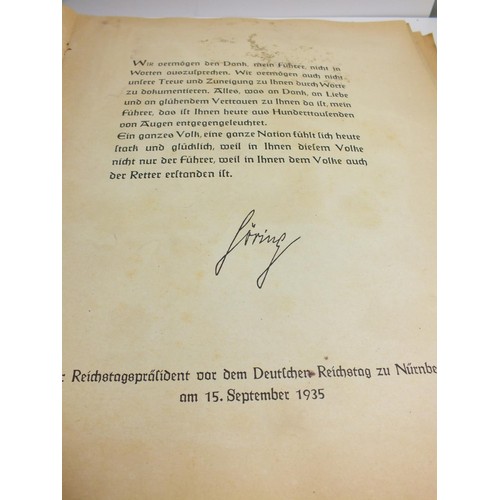 Wir vermögen den Dank, mein Führer, nicht in
Worten auszusprechen. Wir vermögen auch nicht
unsere Treue und Zuneigung zu Ihnen durch Worte
zu dokumentieren. Alles, was an Dank, an Liebe
und an glühendem Vertrauen zu Ihnen da ist, mein
Führer, das ist Ihnen heute aus Hunderttausenden
von Augen entgegengeleuchtet.
Ein ganzes Volk, eine ganze Nation fühlt sich heute
stark und glücklich, weil in Ihnen diesem Volke
nicht nur der Führer, weil in Ihnen dem Volke auch
der Retter erstanden ist.
Göring
Reichstagspräsident vor dem Deutschen Reichstag zu
am 15. September 1935